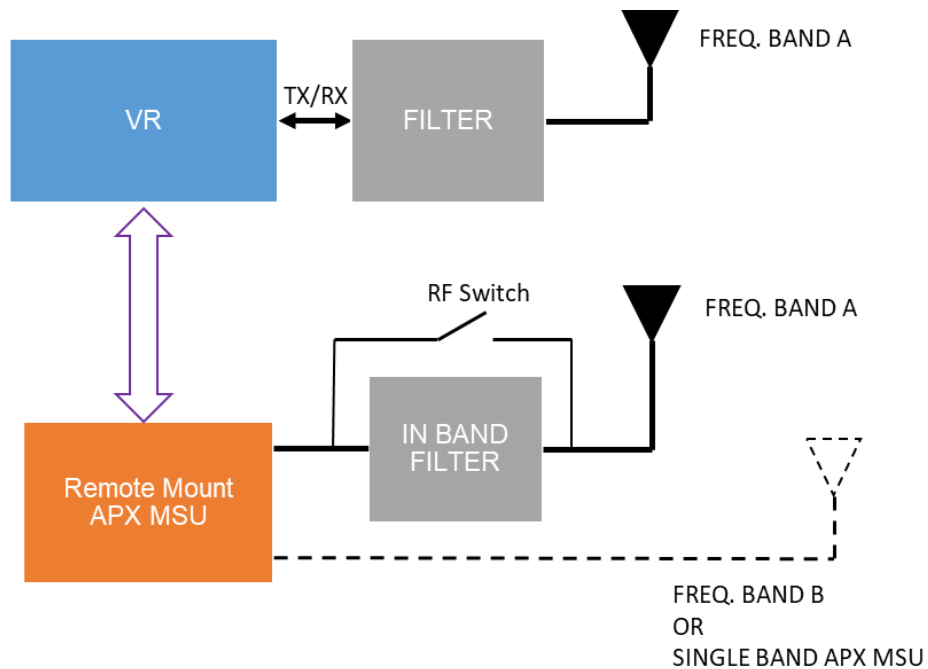 FREQ. BAND A
TX/RX
VR
FILTER
RF Switch
FREQ. BAND A
IN BAND
FILTER
Remote Mount
APX MSU
FREQ. BAND B
OR
SINGLE BAND APX MSU